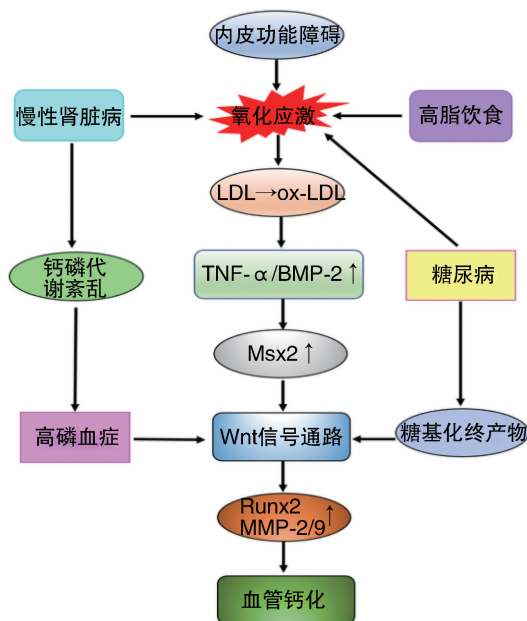 内皮功能障碍
慢性肾脏病
氧化应激
高脂饮食
LDL→ox-LDL
钙磷代
谢紊乱
TNF-α/BMP-2↑
糖尿病
Msx2↑
高磷血症
Wnt信号通路
糖基化终产物
Runx2
MMP-2/9↑
血管钙化